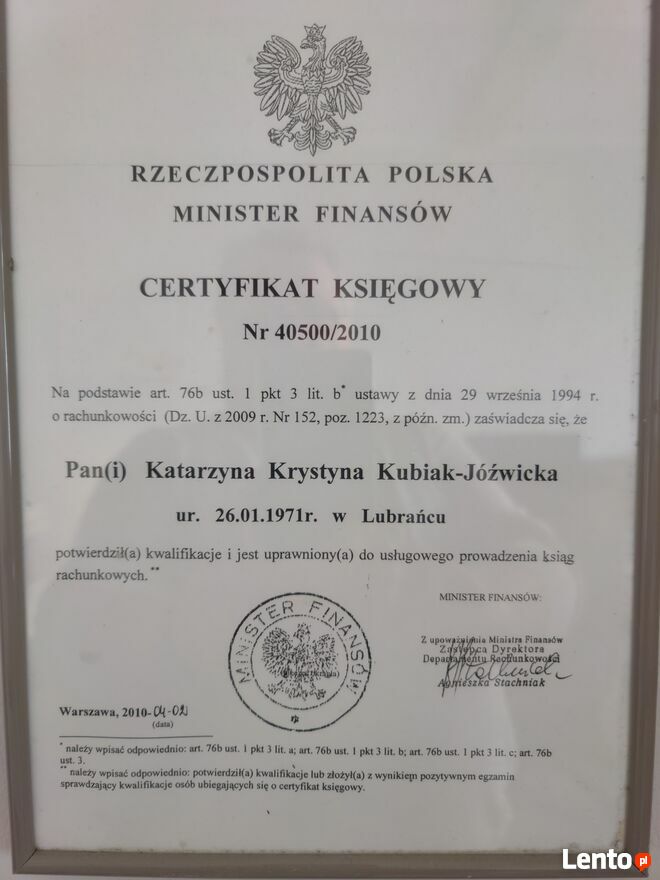 RZECZPOSPOLITA POLSKA
MINISTER FINANSÓW
CERTYFIKAT KSIĘGOWY
Nr 40500/2010
Na podstawie art. 76b ust. 1 pkt 3 lit. b* ustawy z dnia 29 września 1994 r.
o rachunkowości (Dz. U. z 2009 r. Nr 152, poz. 1223, z późn. zm.) zaświadcza się, że
Pan(i) Katarzyna Krystyna Kubiak-Jóźwicka
ur. 26.01.1971r. w Lubrańcu
potwierdził(a) kwalifikacje i jest uprawniony(a) do usługowego prowadzenia ksiąg
rachunkowych.**
MINISTER FINANSÓW
MINISTER FINANSÓW:
Z upoważnienia Ministra Finansów
Zastępca Dyrektora
Departamentu Rachunkowości
Agnieszka Stachniak
Warszawa, 2010-04-02
(data)
* należy wpisać odpowiednio: art. 76b ust. 1 pkt 3 lit. a; art. 76b ust. 1 pkt 3 lit. b; art. 76b ust. 1 pkt 3 lit. c; art. 76b
ust. 3.
** należy wpisać odpowiednio: potwierdził(a) kwalifikacje lub złożył(a) z wynikiem pozytywnym egzamin
sprawdzający kwalifikacje osób ubiegających się o certyfikat księgowy.
Lento.pl